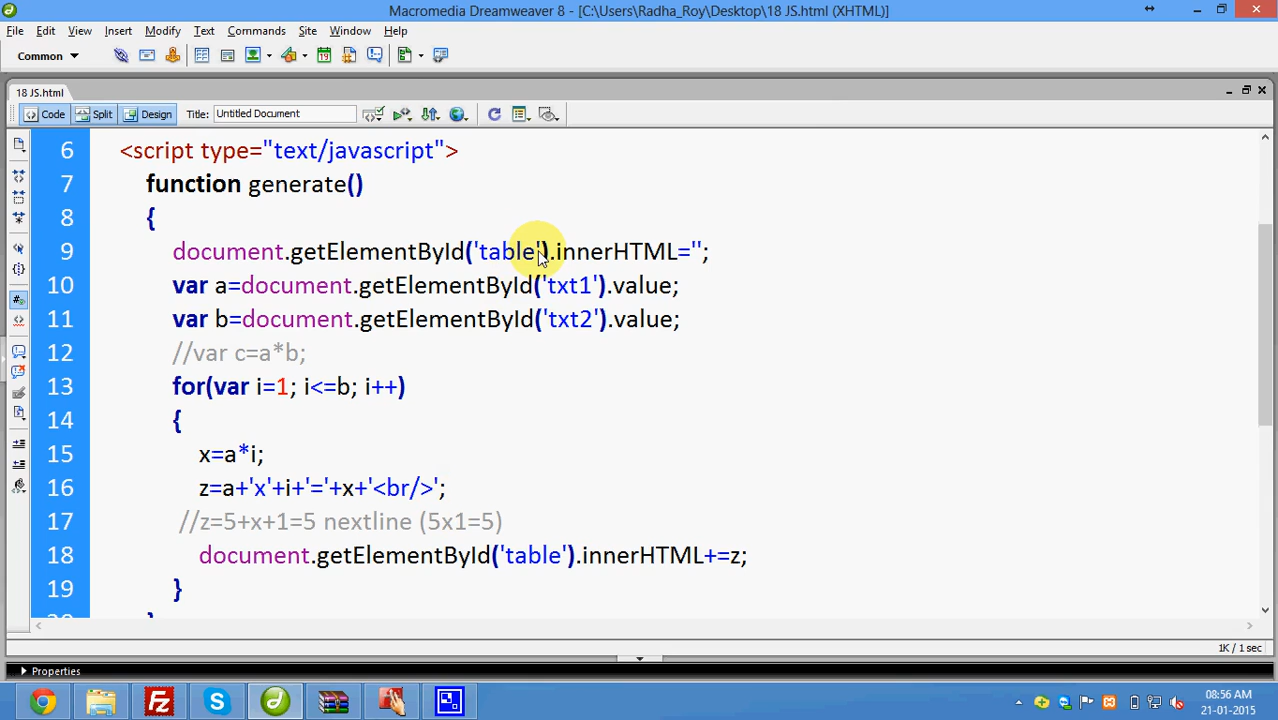 Macromedia Dreamweaver 8 - [C:\Users\Radha_Roy\Desktop\18 JS.html (XHTML)]
File Edit View Insert Modify Text Commands Site Window Help
Common
18 JS.html
Code Split Design Title: Untitled Document
6 <script type="text/javascript">
7 function generate()
8 {
9 document.getElementById('table').innerHTML='';
10 var a=document.getElementById('txt1').value;
11 var b=document.getElementById('txt2').value;
12 //var c=a*b;
13 for(var i=1; i<=b; i++)
14 {
15 x=a*i;
16 z=a+'x'+i+'='+x+'<br/>';
17 //z=5+x+1=5 nextline (5x1=5)
18 document.getElementById('table').innerHTML+=z;
19 }
1K / 1 sec
Properties
08:56 AM
21-01-2015